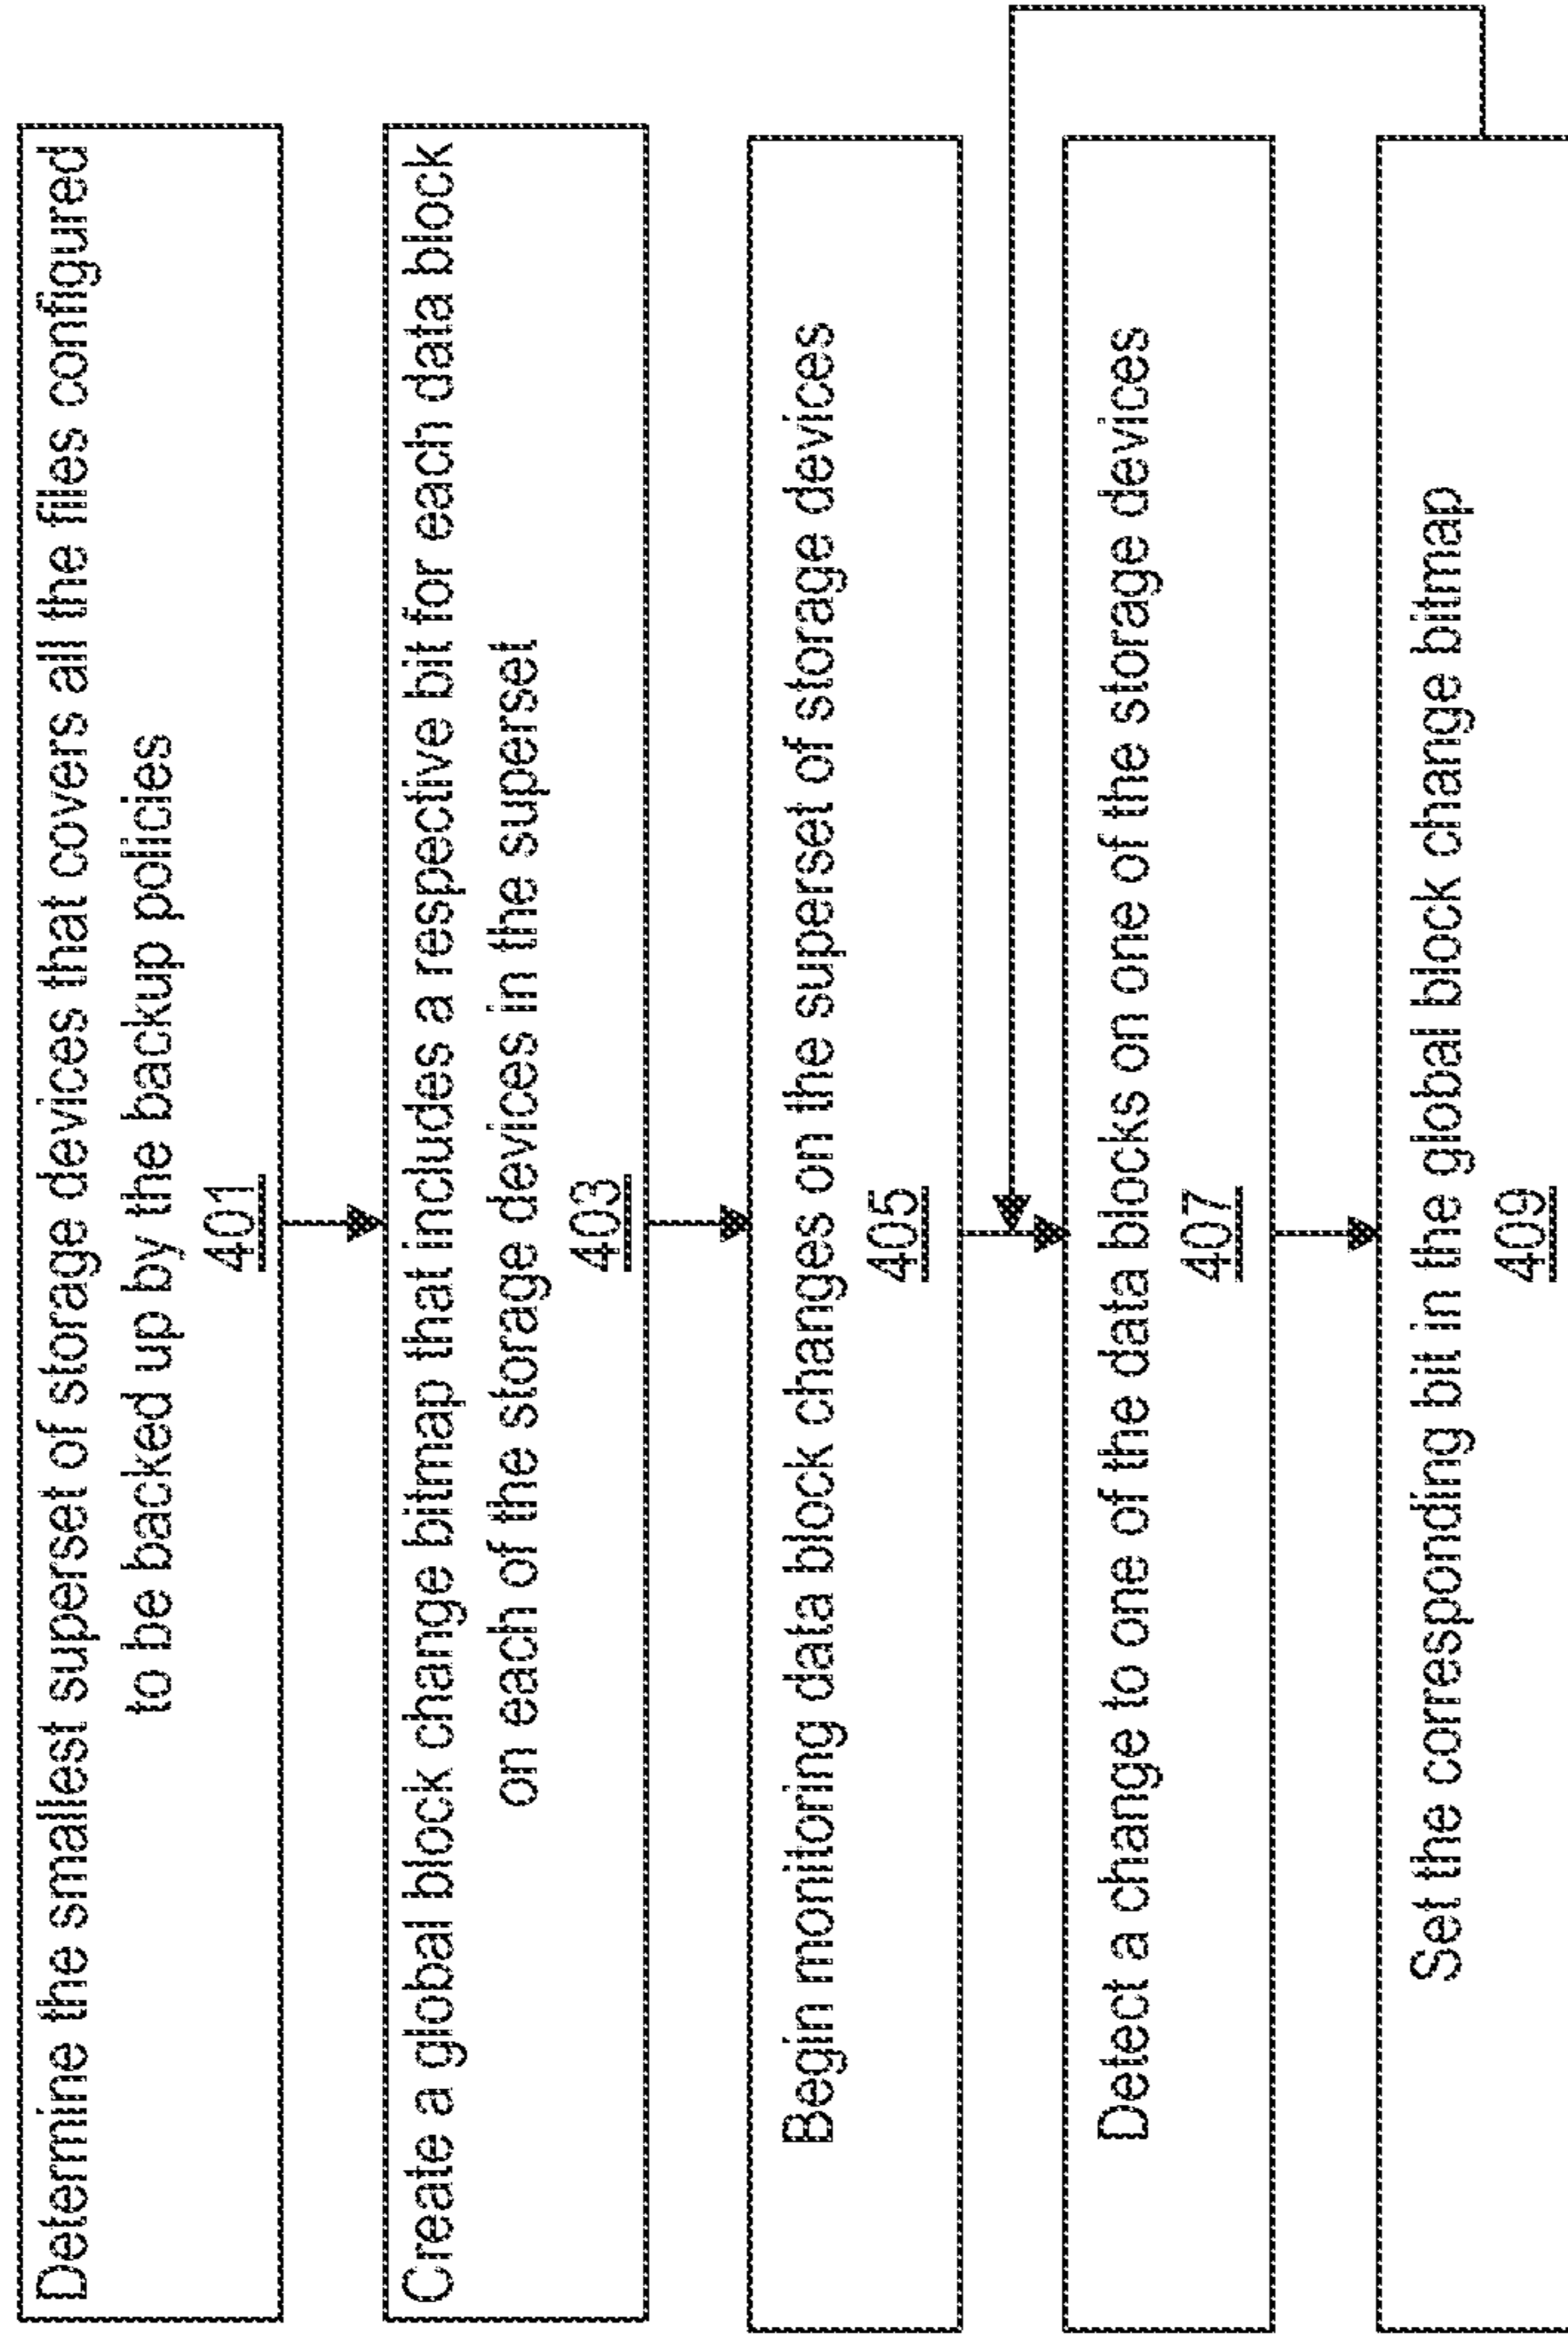 Determine the smallest superset of storage devices that covers all the files configured
to be backed up by the backup policies
401
Create a global block change bitmap that includes a respective bit for each data block
on each of the storage devices in the superset
403
Begin monitoring data block changes on the superset of storage devices
405
Detect a change to one of the data blocks on one of the storage devices
407
Set the corresponding bit in the global block change bitmap
409